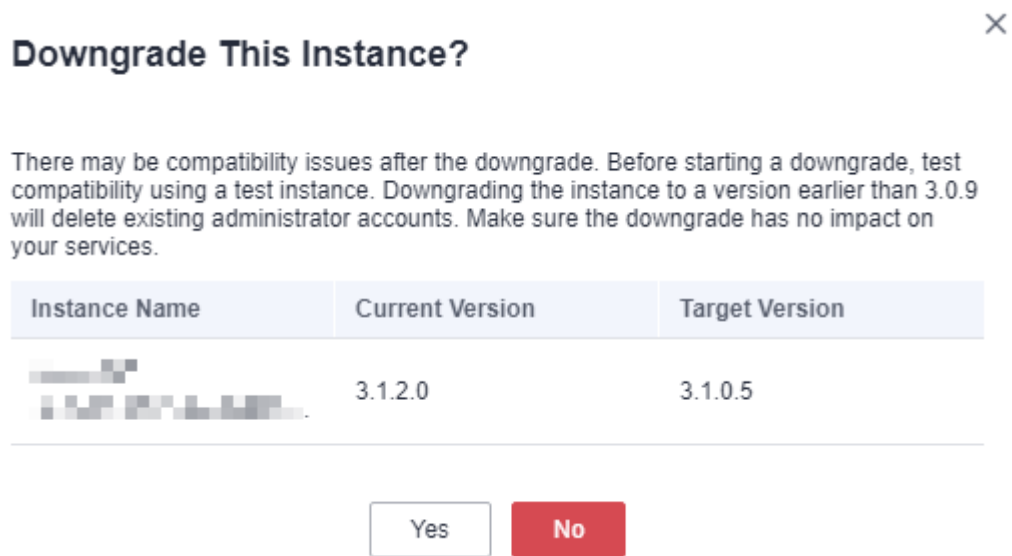 Downgrade This Instance?
There may be compatibility issues after the downgrade. Before starting a downgrade, test
compatibility using a test instance. Downgrading the instance to a version earlier than 3.0.9
will delete existing administrator accounts. Make sure the downgrade has no impact on
your services.
Instance Name Current Version Target Version
3.1.2.0 3.1.0.5
Yes No